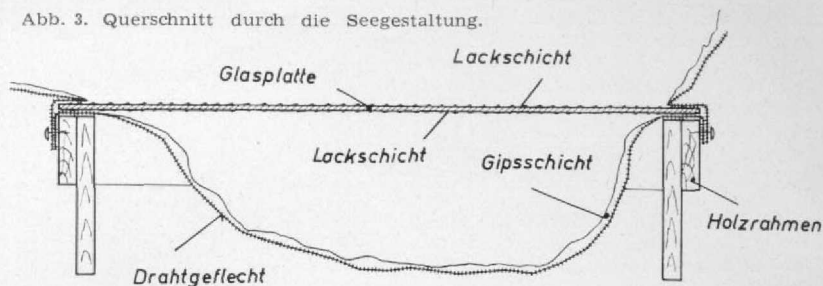 Abb. 3. Querschnitt durch die Seegestaltung.
Lackschicht
Glasplatte
Lackschicht
Gipsschicht
Holzrahmen
Drahtgeflecht